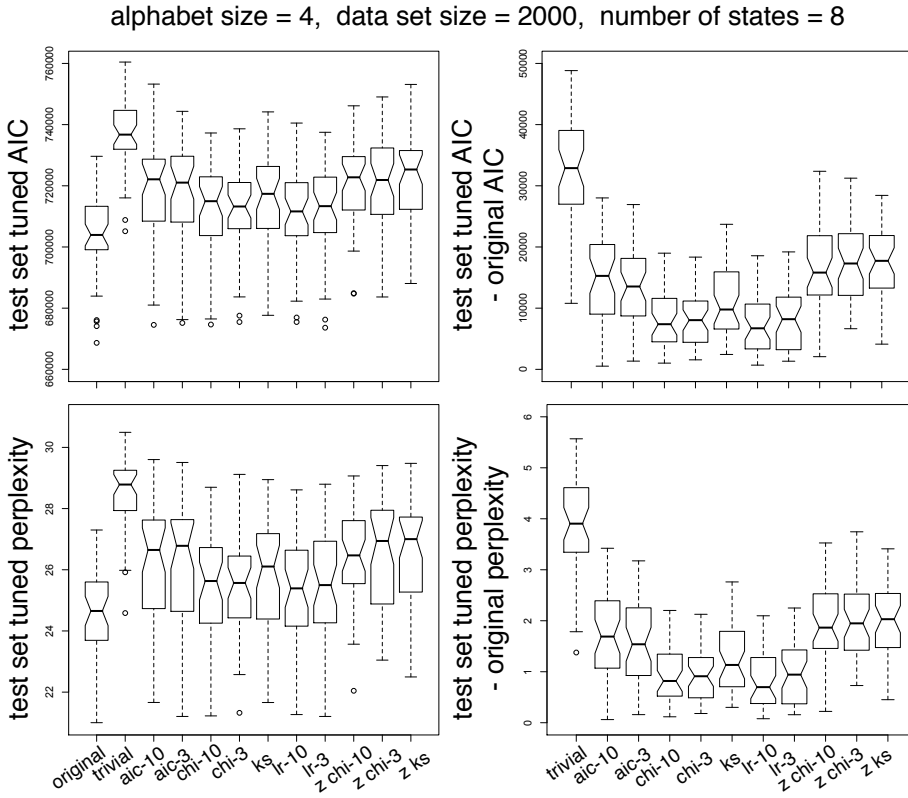 alphabet size = 4, data set size = 2000, number of states = 8
test set tuned AIC
760000
740000
720000
700000
680000
660000
test set tuned AIC
- original AIC
50000
40000
30000
20000
10000
0
test set tuned perplexity
30
28
26
24
22
original
trivial
aic-10
aic-3
chi-10
chi-3
ks
lr-10
lr-3
z chi-10
z chi-3
z ks
test set tuned perplexity
- original perplexity
6
5
4
3
2
1
0
trivial
aic-10
aic-3
chi-10
chi-3
ks
lr-10
lr-3
z chi-10
z chi-3
z ks